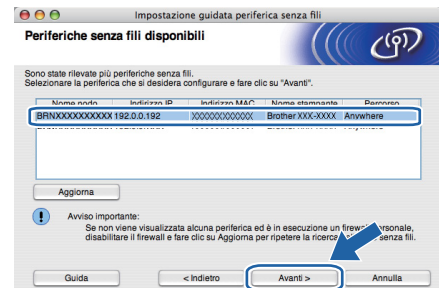 Impostazione guidata periferica senza fili
Periferiche senza fili disponibili
Sono state rilevate più periferiche senza fili.
Selezionare la periferica che si desidera configurare e fare clic su "Avanti".
Nome nodo Indirizzo IP Indirizzo MAC Nome stampante Percorso
BRNXXXXXXXXXX 192.0.0.192 XXXXXXXXXXXX Brother XXX-XXXX Anywhere
Aggiorna
Avviso importante:
Se non viene visualizzata alcuna periferica ed è in esecuzione un firewall personale,
disabilitare il firewall e fare clic su Aggiorna per ripetere la ricerca senza fili.
Guida < Indietro Avanti > Annulla